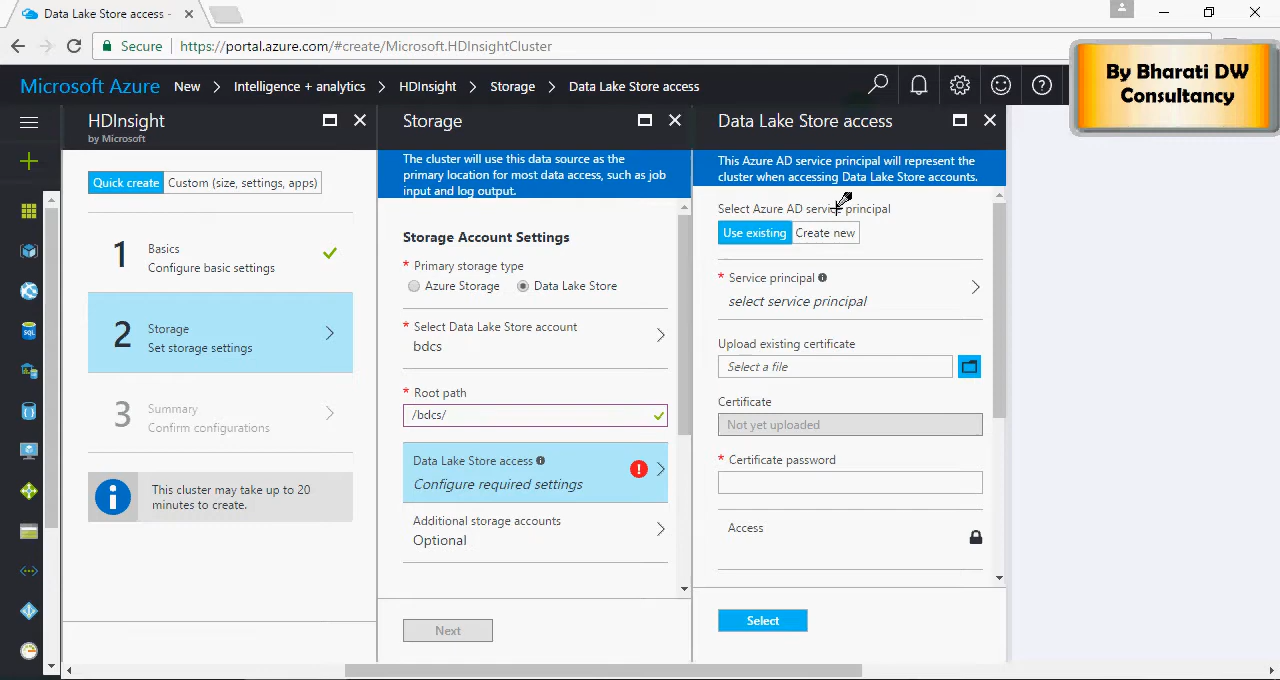 Data Lake Store access -
Secure
https://portal.azure.com/#create/Microsoft.HDInsightCluster
Microsoft Azure New > Intelligence + analytics > HDInsight > Storage > Data Lake Store access
By Bharati DW
Consultancy
HDInsight
by Microsoft
Quick create
Custom (size, settings, apps)
1
Basics
Configure basic settings
2
Storage
Set storage settings
3
Summary
Confirm configurations
This cluster may take up to 20
minutes to create.
Storage
The cluster will use this data source as the
primary location for most data access, such as job
input and log output.
Storage Account Settings
* Primary storage type
Azure Storage
Data Lake Store
* Select Data Lake Store account
bdcs
* Root path
/bdcs/
Data Lake Store access
Configure required settings
Additional storage accounts
Optional
Next
Data Lake Store access
This Azure AD service principal will represent the
cluster when accessing Data Lake Store accounts.
Select Azure AD service principal
Use existing
Create new
* Service principal
select service principal
Upload existing certificate
Select a file
Certificate
Not yet uploaded
* Certificate password
Access
Select